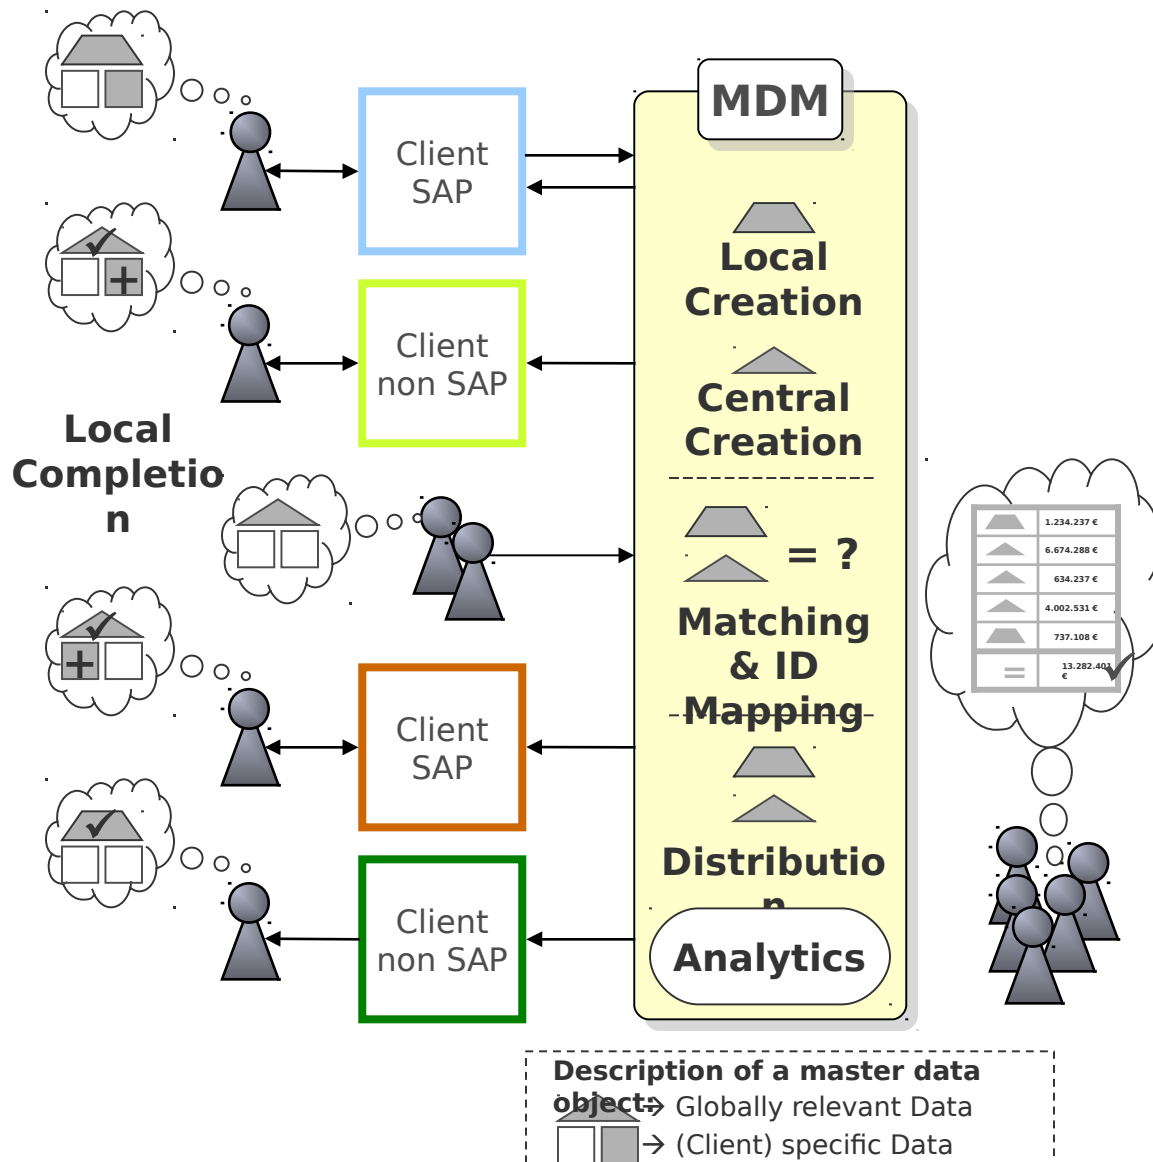 MDM
Client
SAP
Local
Creation
Client
non SAP
Central
Creation
Local
Completio
n
= ?
Matching
& ID
Mapping
Client
SAP
Distributio
n
Client
non SAP
Analytics
1.234.237 €
6.674.288 €
634.237 €
4.002.531 €
737.108 €
=
13.282.401
€
+
+
Description of a master data
object:
→ Globally relevant Data
→ (Client) specific Data